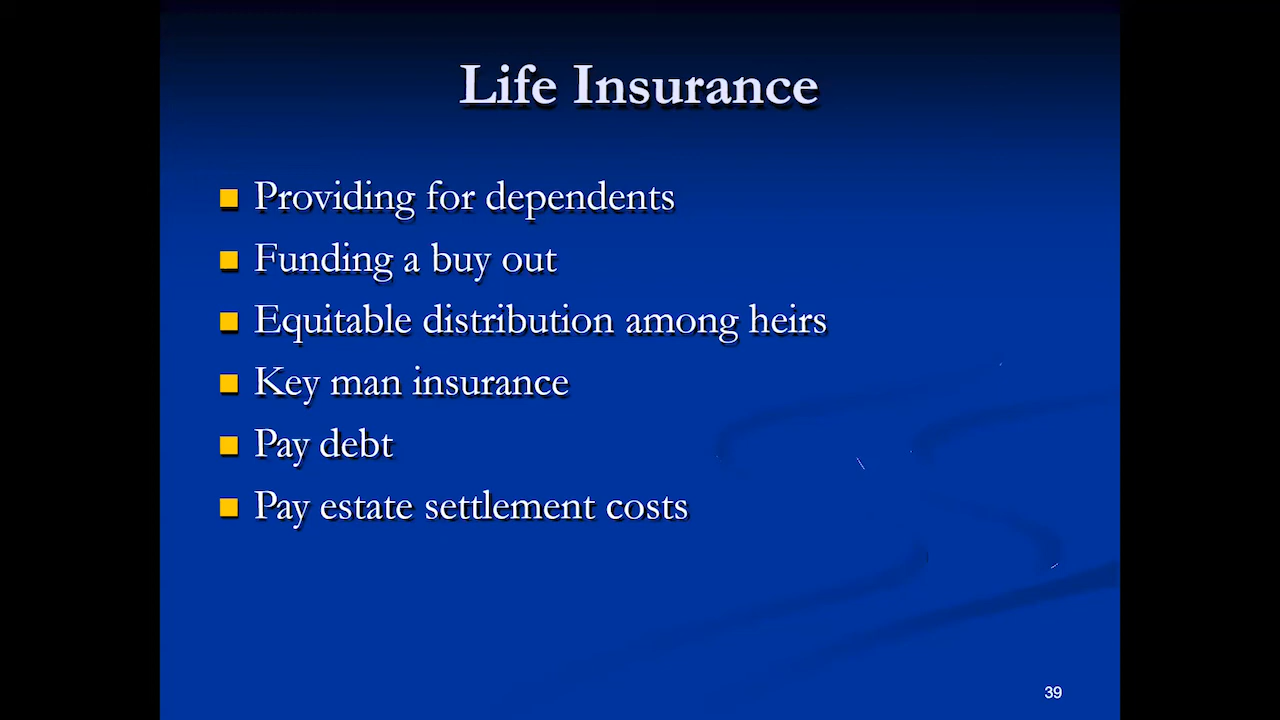 Life Insurance
Providing for dependents
Funding a buy out
Equitable distribution among heirs
Key man insurance
Pay debt
Pay estate settlement costs
39